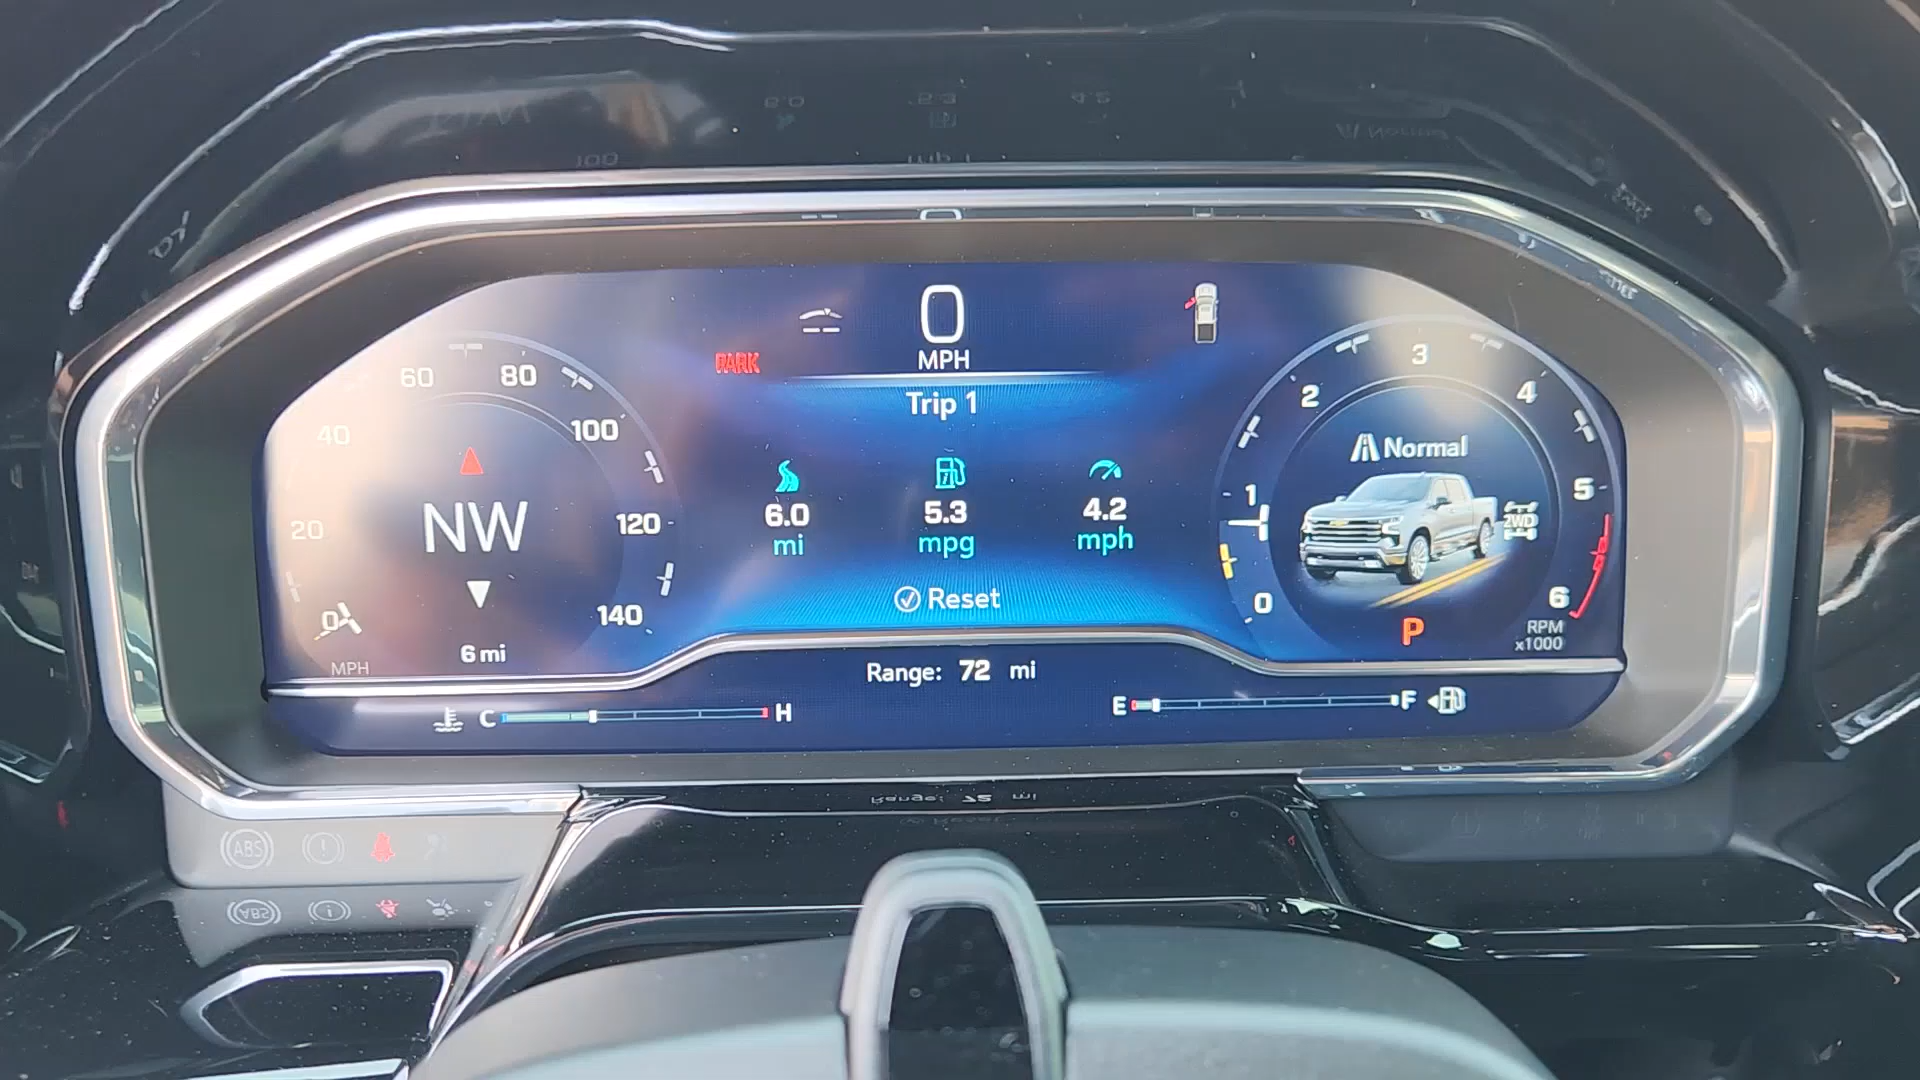 0
MPH
PARK
Trip 1
6.0 5.3 4.2
mi mpg mph
Reset
0 20 40 60 80 100 120 140
MPH
NW
6 mi
0 1 2 3 4 5 6
RPM
x1000
Normal
2WD
P
Range: 72 mi
C H
E F
ABS